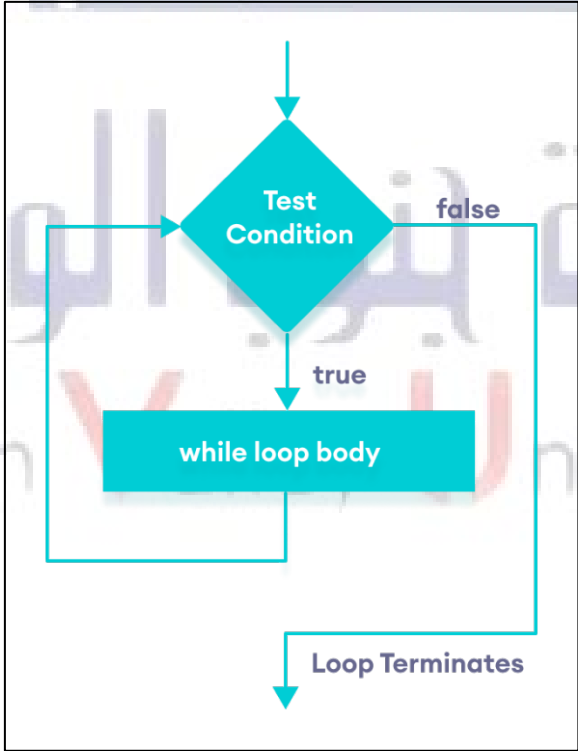 Test
Condition
false
true
while loop body
Loop Terminates